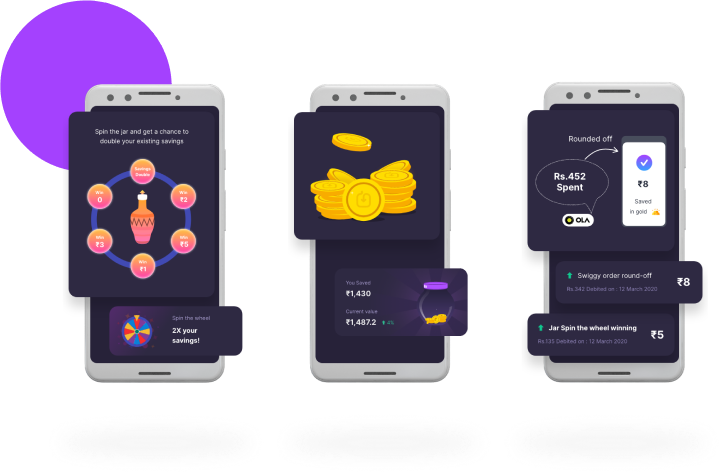 Spin the jar and get a chance to
double your existing savings
Savings
Double
Win
0
Win
₹2
Win
₹3
Win
₹5
Win
₹1
Spin the wheel
2X your
savings!
You Saved
₹1,430
Current value
₹1,487.2 4%
Rounded off
Rs.452
Spent
OLA
₹8
Saved
in gold
Swiggy order round-off
Rs.342 Debited on : 12 March 2020
₹8
Jar Spin the wheel winning
Rs.135 Debited on : 12 March 2020
₹5